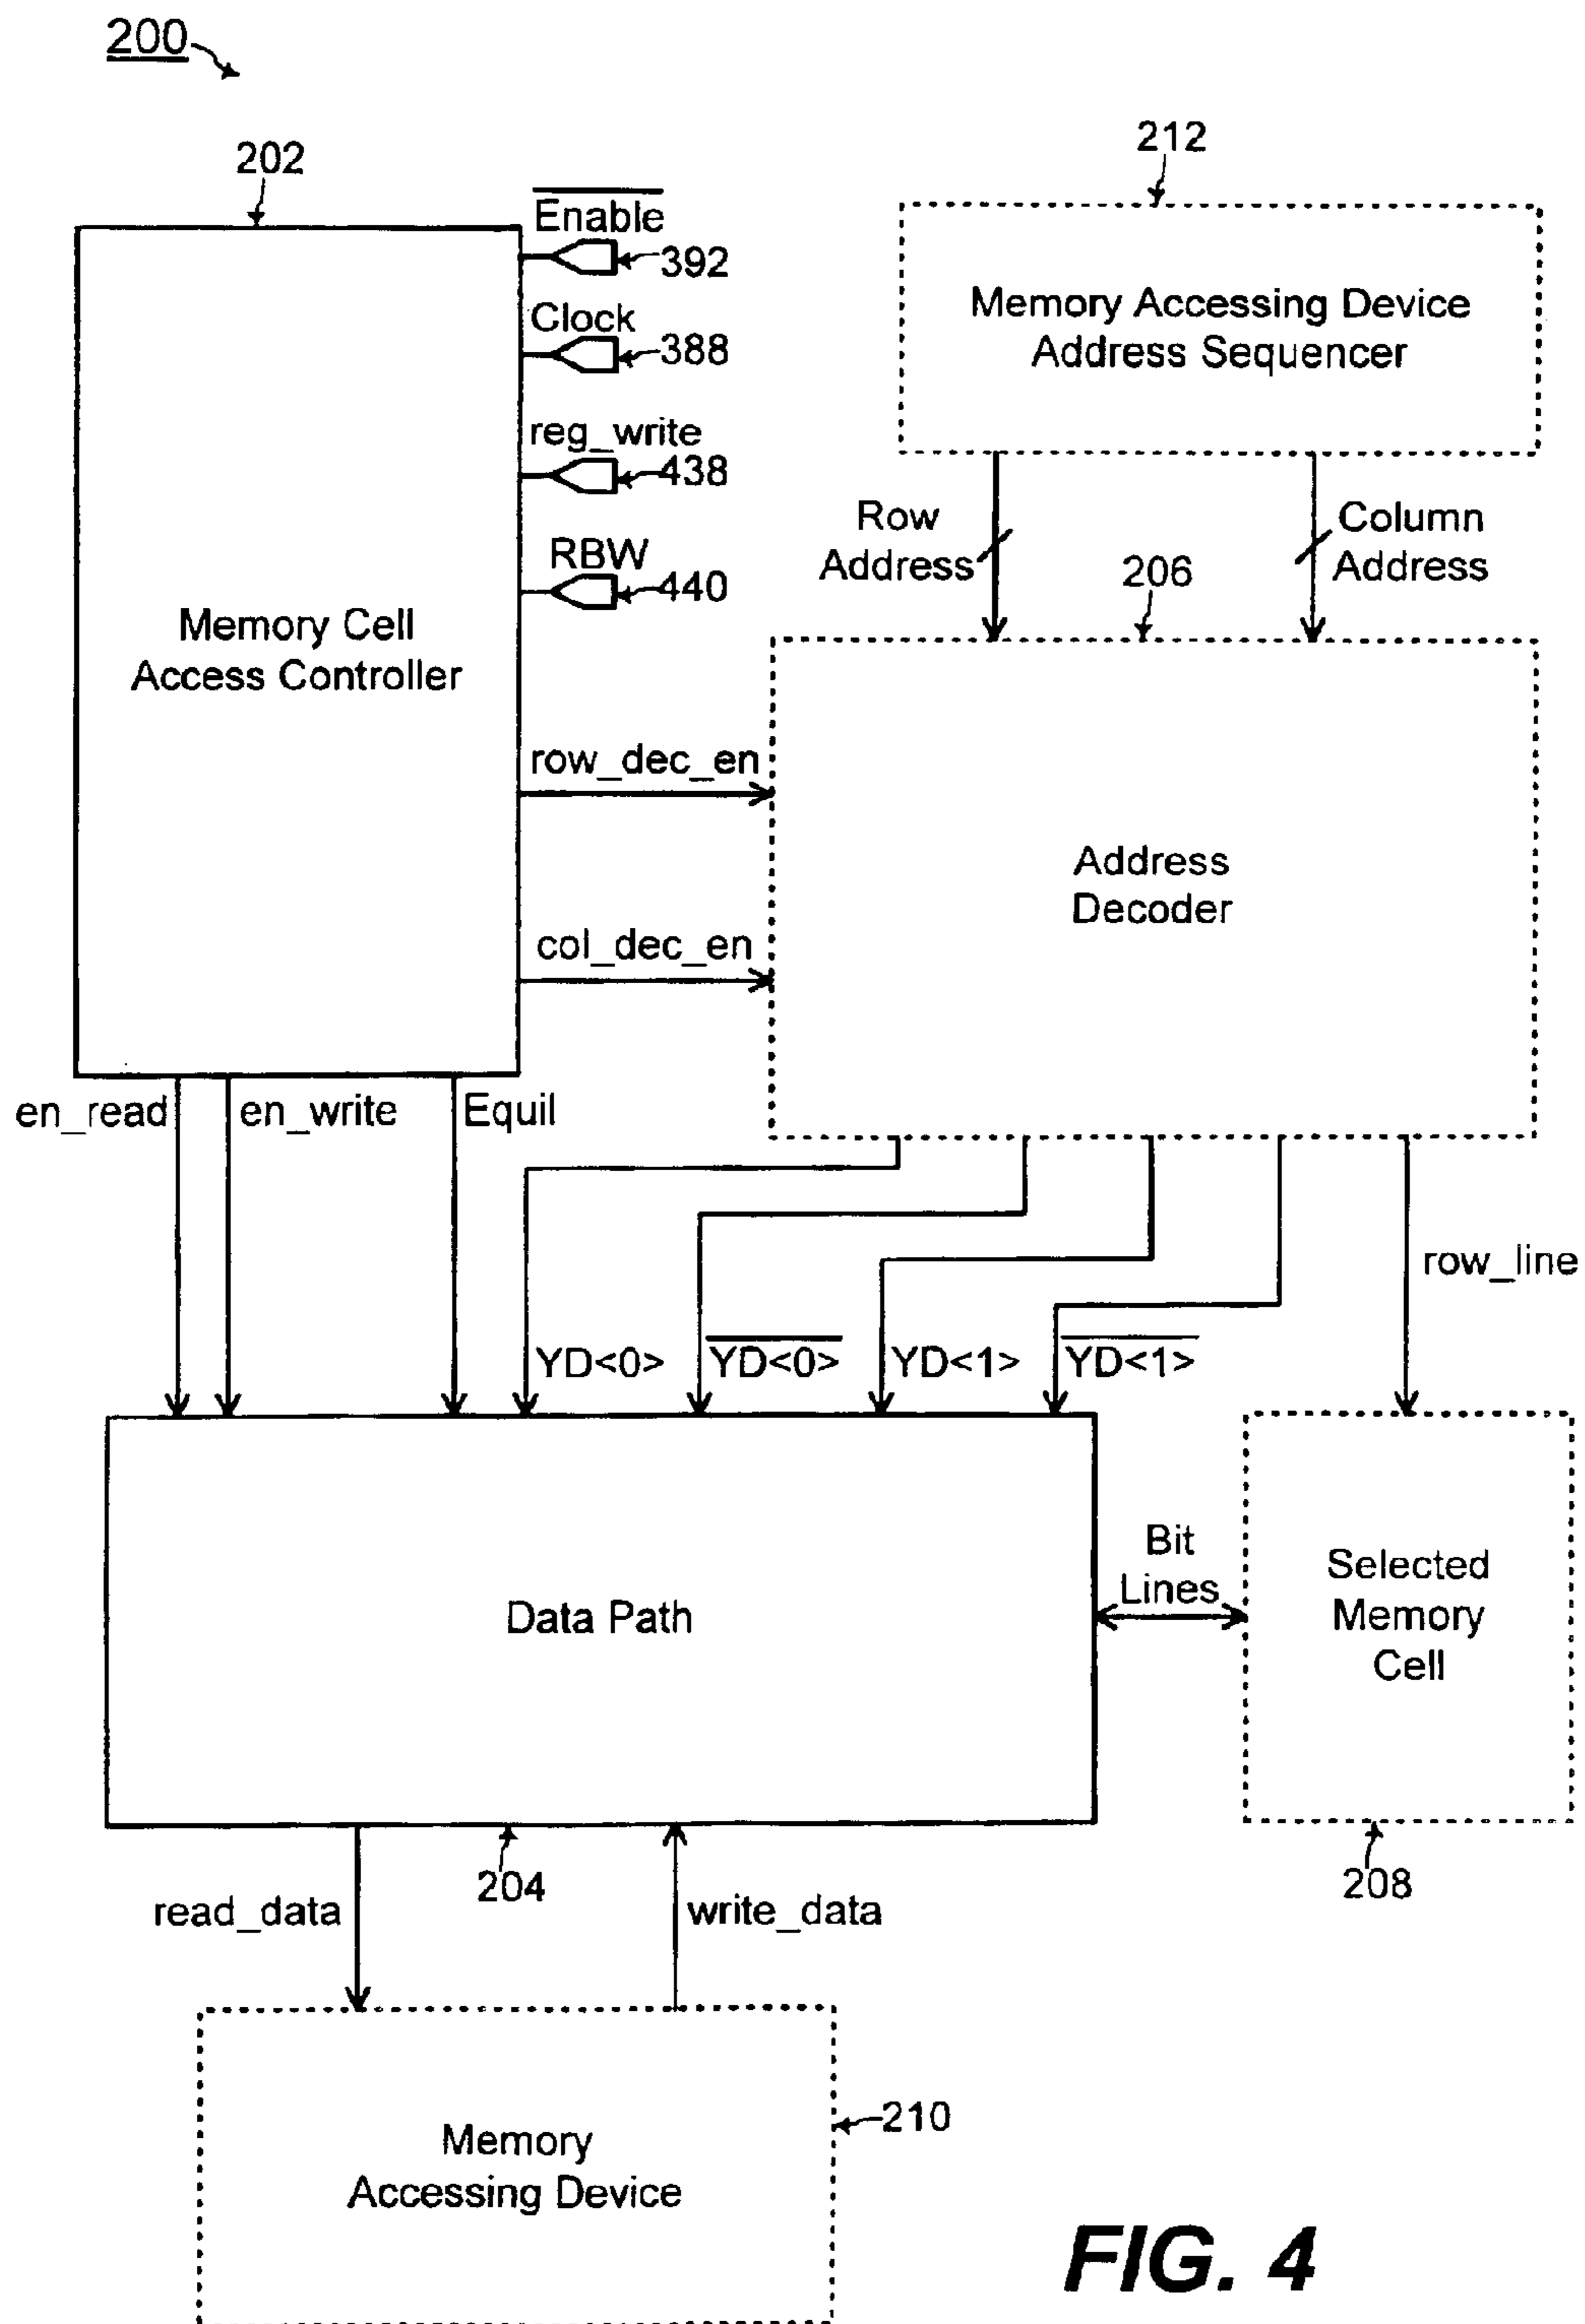 200
202
212
Enable
392
Clock
388
reg_write
438
RBW
440
Memory Accessing Device
Address Sequencer
Row
Address
Column
Address
206
Memory Cell
Access Controller
row_dec_en
col_dec_en
Address
Decoder
en_read
en_write
Equil
row_line
YD<0>
YD<0>
YD<1>
YD<1>
Data Path
Bit
Lines
Selected
Memory
Cell
204
208
read_data
write_data
210
Memory
Accessing Device
FIG. 4